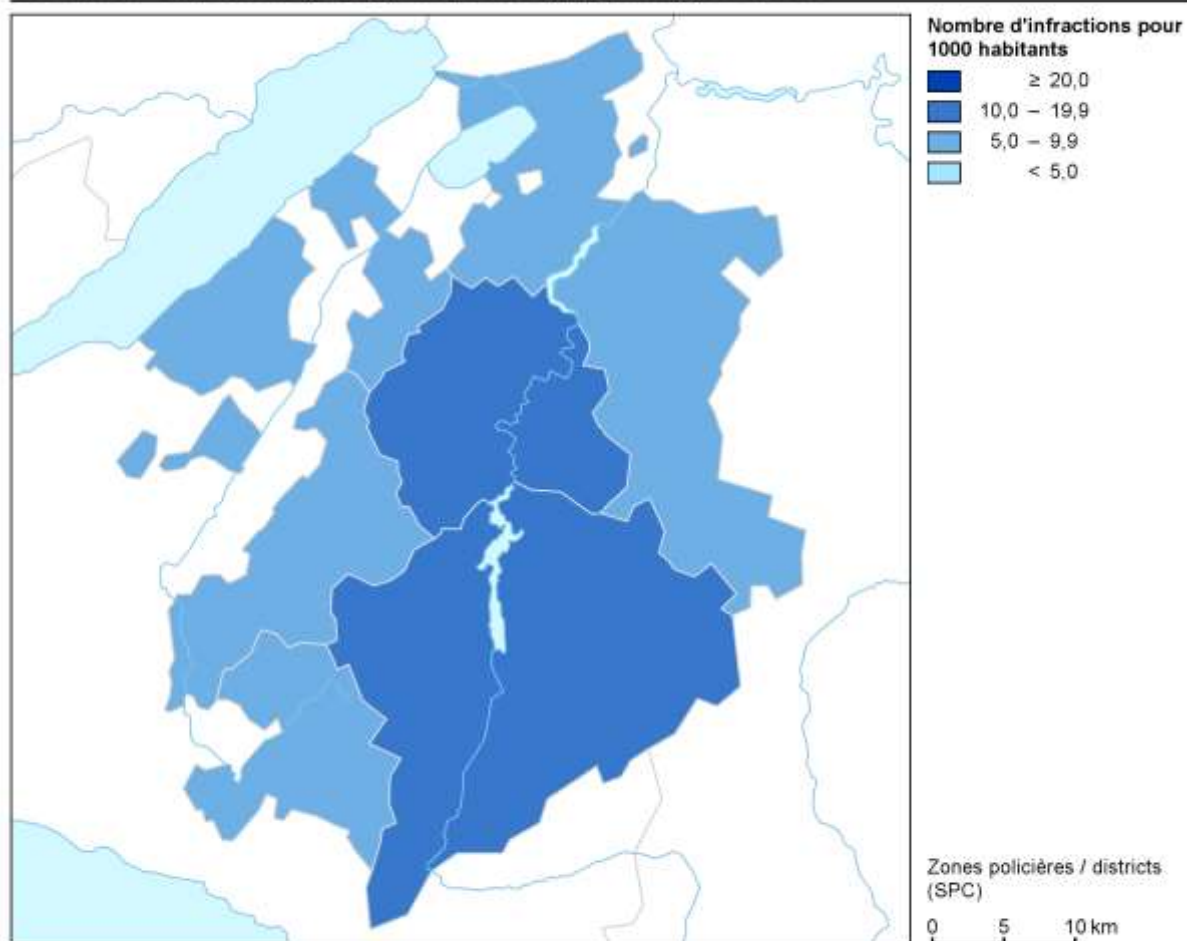 Nombre d'infractions pour
1000 habitants
≥ 20,0
10,0 – 19,9
5,0 – 9,9
< 5,0
Zones policières / districts
(SPC)
0 5 10 km